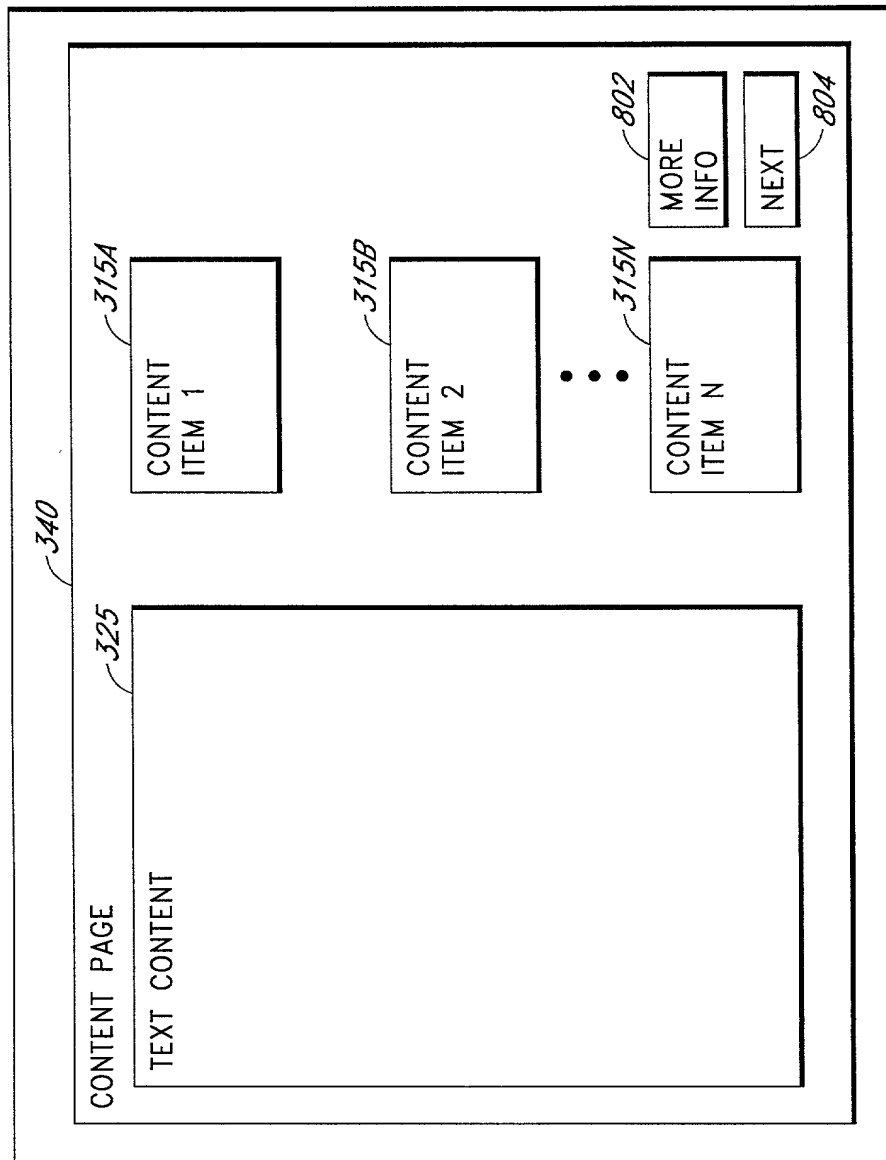 340
CONTENT PAGE
325
TEXT CONTENT
315A
CONTENT
ITEM 1
315B
CONTENT
ITEM 2
315N
CONTENT
ITEM N
802
MORE
INFO
NEXT
804